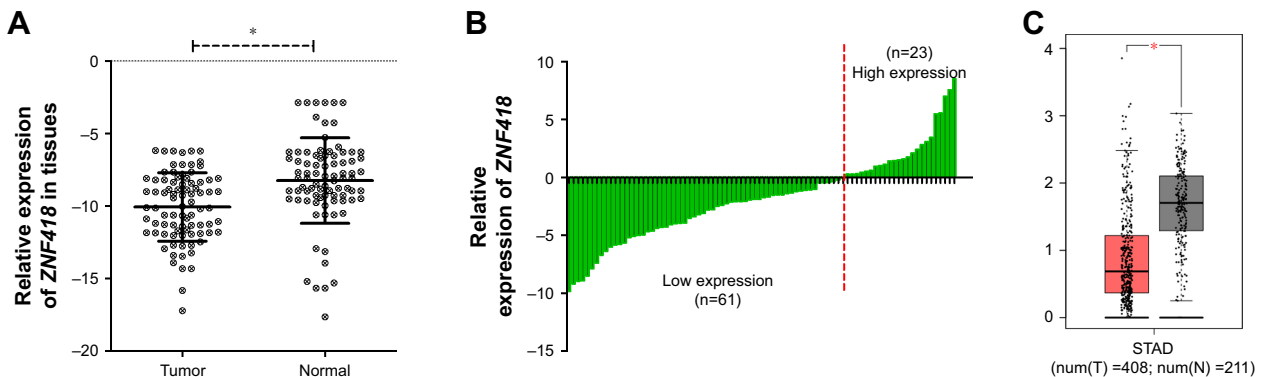 A
Relative expression
of ZNF418 in tissues
*
0
–5
–10
–15
–20
Tumor
Normal
B
Relative
expression of ZNF418
10
5
0
–5
–10
–15
(n=23)
High expression
Low expression
(n=61)
C
*
4
3
2
1
0
STAD
(num(T) =408; num(N) =211)